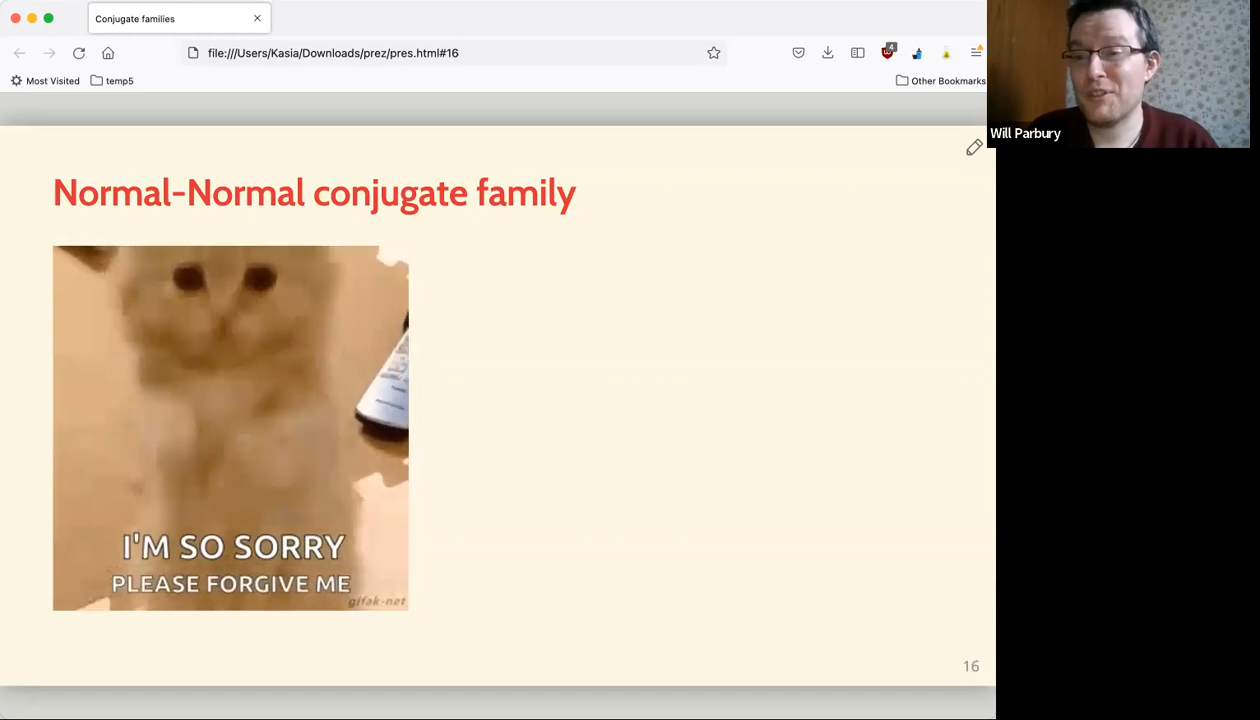 Conjugate families
file:///Users/Kasia/Downloads/prez/pres.html#16
4
Most Visited
temp5
Other Bookmarks
Will Parbury
Normal-Normal conjugate family
I'M SO SORRY
PLEASE FORGIVE ME
gifak-net
16